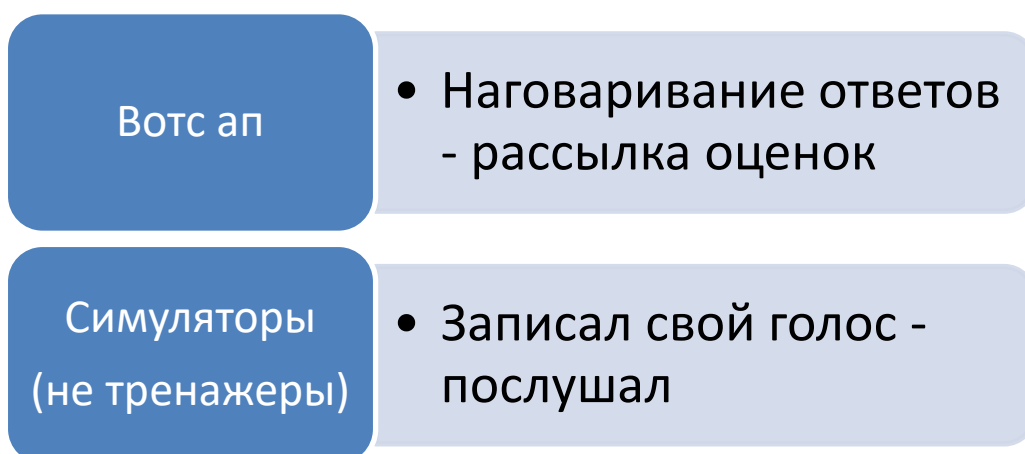 Вотс ап
• Наговаривание ответов
- рассылка оценок
Симуляторы
(не тренажеры)
• Записал свой голос -
послушал